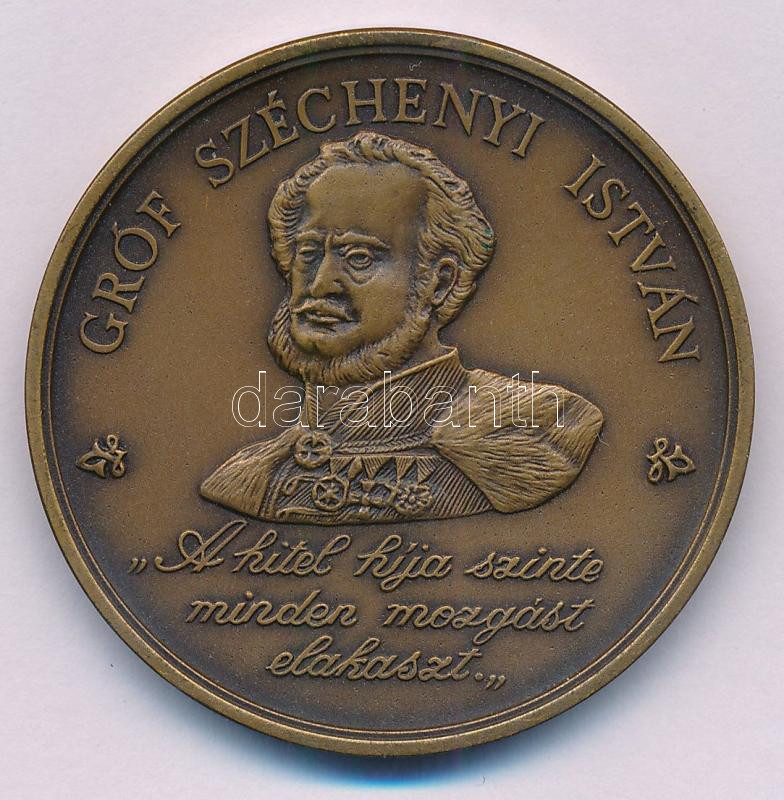 GRÓF SZÉCHENYI ISTVÁN
darabanth
„A hitel híja szinte
minden mozgást
elakaszt.„